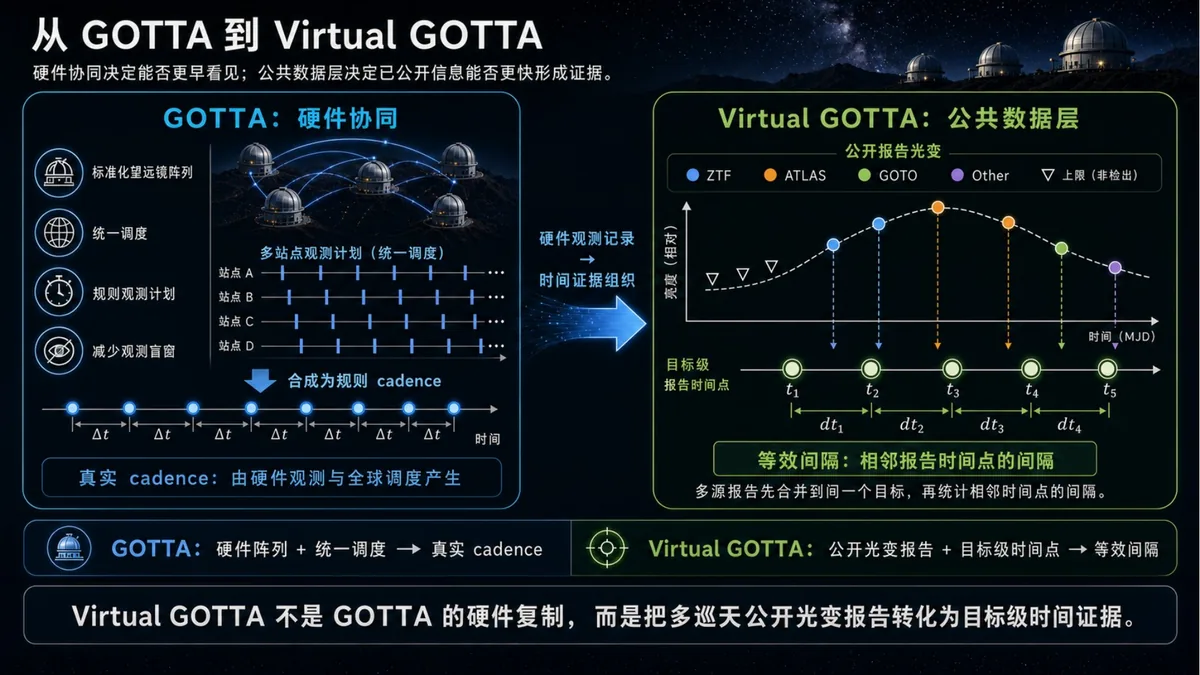 从 GOTTA 到 Virtual GOTTA
硬件协同决定能否更早看见；公共数据层决定已公开信息能否更快形成证据。
GOTTA：硬件协同
标准化望远镜阵列
统一调度
规则观测计划
减少观测盲窗
多站点观测计划（统一调度）
站点 A
站点 B
站点 C
站点 D
合成为规则 cadence
Δt Δt Δt Δt Δt Δt Δt
时间
真实 cadence：由硬件观测与全球调度产生
硬件观测记录
→
时间证据组织
Virtual GOTTA：公共数据层
公开报告光变
ZTF ATLAS GOTO Other 上限（非检出）
亮度（相对）
时间（MJD）
目标级
报告时间点
t1 t2 t3 t4 t5
dt1 dt2 dt3 dt4
等效间隔：相邻报告时间点的间隔
多源报告先合并到间一个目标，再统计相邻时间点的间隔。
GOTTA：硬件阵列 + 统一调度 → 真实 cadence
Virtual GOTTA：公开光变报告 + 目标级时间点 → 等效间隔
Virtual GOTTA 不是 GOTTA 的硬件复制，而是把多巡天公开光变报告转化为目标级时间证据。